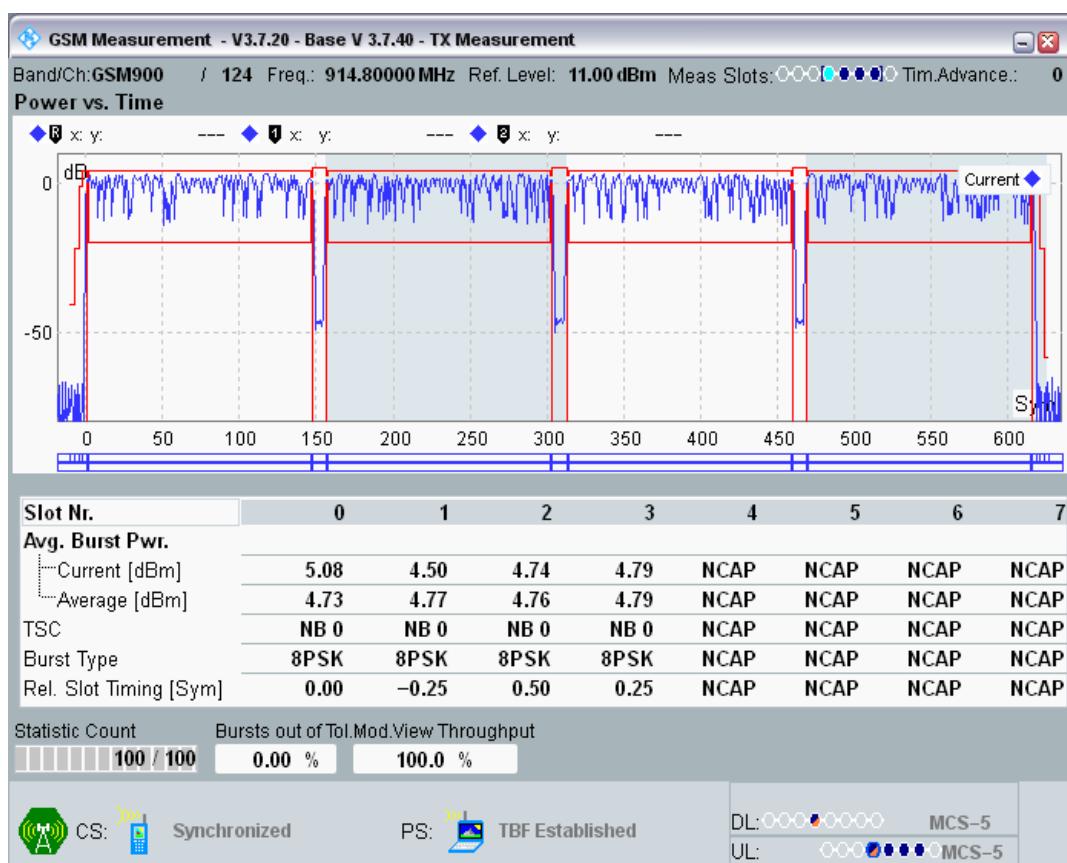 GSM Measurement - V3.7.20 - Base V 3.7.40 - TX Measurement
Band/Ch:GSM900 / 124 Freq.: 914.80000 MHz Ref. Level: 11.00 dBm Meas Slots: Tim.Advance.: 0
Power vs. Time
R x: y: --- 1 x: y: --- 2 x: y: ---
Current
0
-50
0 50 100 150 200 250 300 350 400 450 500 550 600
Slot Nr. 0 1 2 3 4 5 6 7
Avg. Burst Pwr.
Current [dBm] 5.08 4.50 4.74 4.79 NCAP NCAP NCAP NCAP
Average [dBm] 4.73 4.77 4.76 4.79 NCAP NCAP NCAP NCAP
TSC NB 0 NB 0 NB 0 NB 0 NCAP NCAP NCAP NCAP
Burst Type 8PSK 8PSK 8PSK 8PSK NCAP NCAP NCAP NCAP
Rel. Slot Timing [Sym] 0.00 −0.25 0.50 0.25 NCAP NCAP NCAP NCAP
Statistic Count Bursts out of Tol.Mod.View Throughput
100 / 100 0.00 % 100.0 %
CS: Synchronized PS: TBF Established
DL: MCS−5
UL: MCS−5